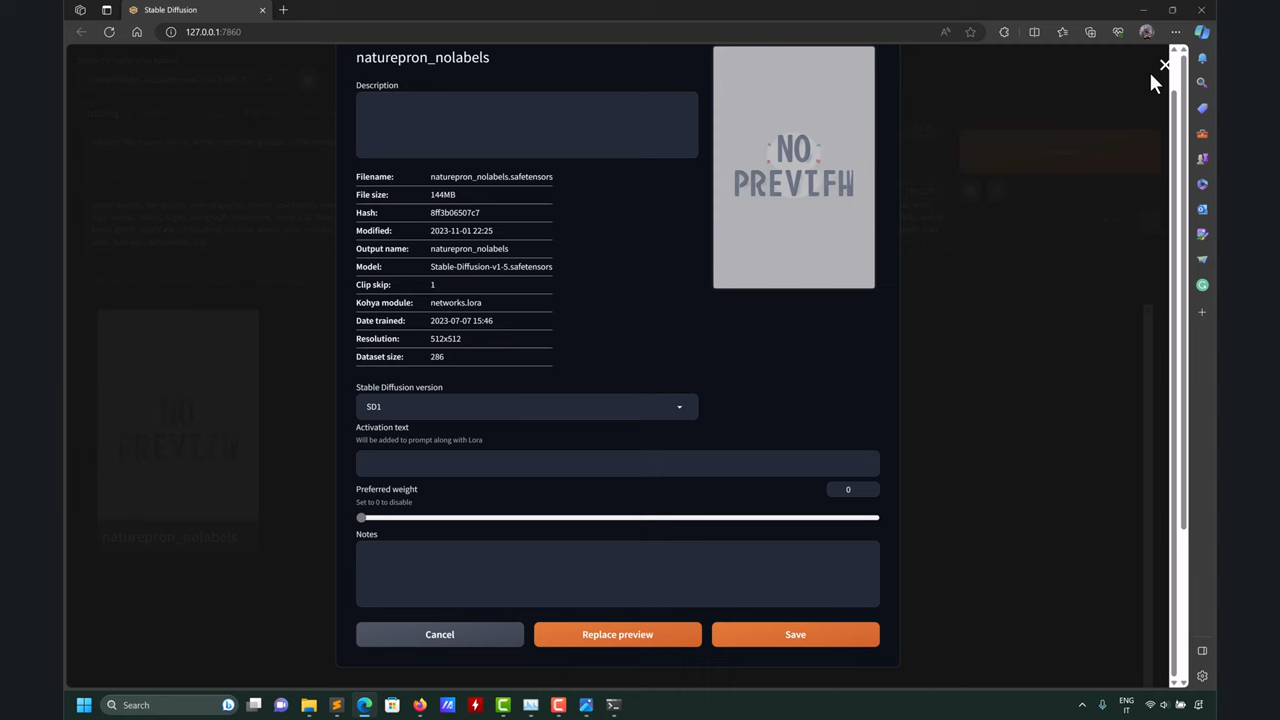 Stable Diffusion
127.0.0.1:7860
naturepron_nolabels
Description
NO
PREVIEW
Filename: naturepron_nolabels.safetensors
File size: 144MB
Hash: 8ff3b06507c7
Modified: 2023-11-01 22:25
Output name: naturepron_nolabels
Model: Stable-Diffusion-v1-5.safetensors
Clip skip: 1
Kohya module: networks.lora
Date trained: 2023-07-07 15:46
Resolution: 512x512
Dataset size: 286
Stable Diffusion version
SD1
Activation text
Will be added to prompt along with Lora
Preferred weight 0
Set to 0 to disable
Notes
NO
PREVIEW
naturepron_nolabels
Cancel Replace preview Save
Search
ENG
IT